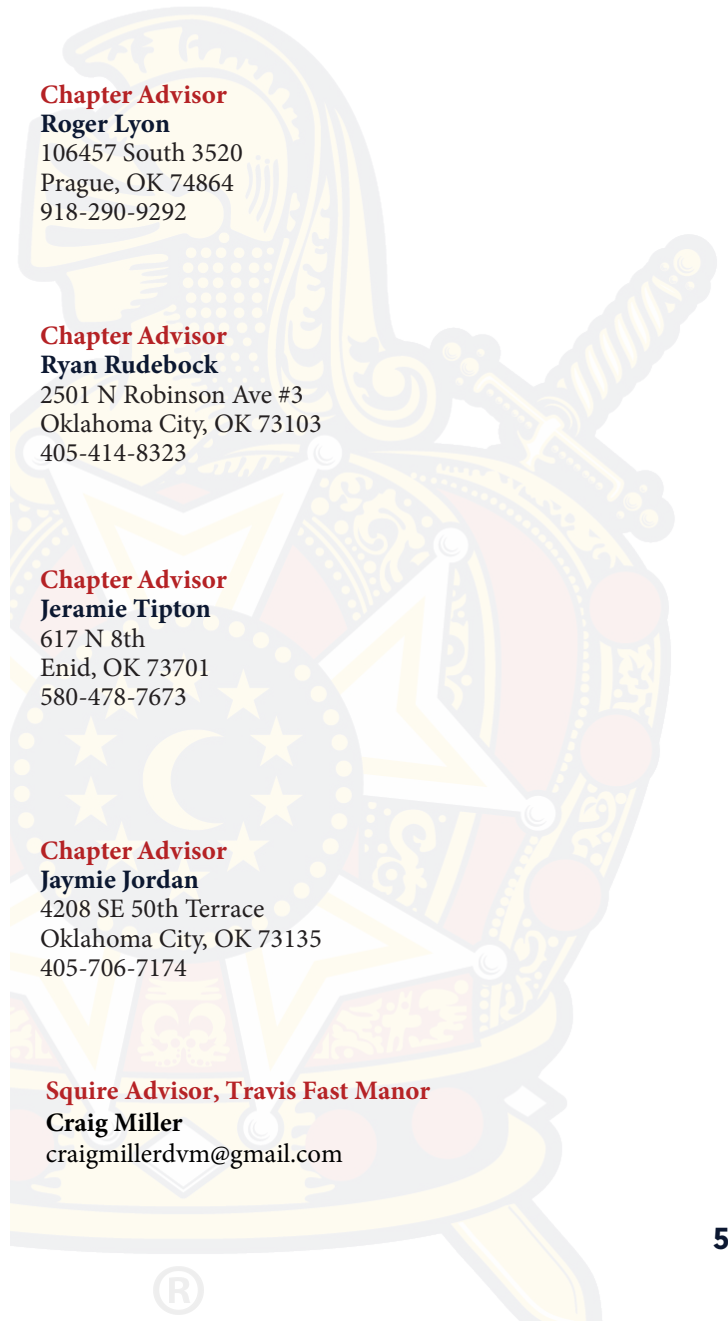 Chapter Advisor
Roger Lyon
106457 South 3520
Prague, OK 74864
918-290-9292
Chapter Advisor
Ryan Rudebock
2501 N Robinson Ave #3
Oklahoma City, OK 73103
405-414-8323
Chapter Advisor
Jeramie Tipton
617 N 8th
Enid, OK 73701
580-478-7673
Chapter Advisor
Jaymie Jordan
4208 SE 50th Terrace
Oklahoma City, OK 73135
405-706-7174
Squire Advisor, Travis Fast Manor
Craig Miller
craigmillerdvm@gmail.com
5
®